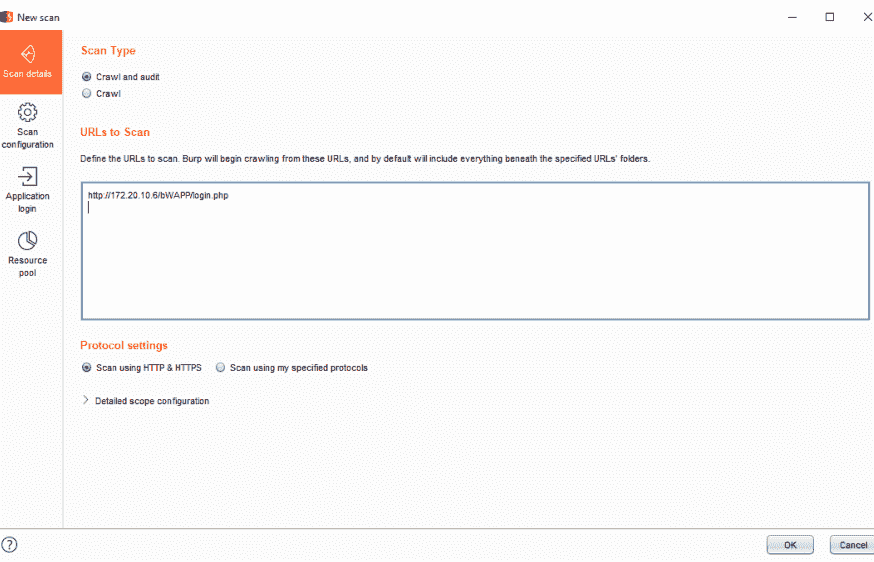 New scan
Scan details
Scan
configuration
Application
login
Resource
pool
Scan Type
Crawl and audit
Crawl
URLs to Scan
Define the URLs to scan. Burp will begin crawling from these URLs, and by default will include everything beneath the specified URLs' folders.
http://172.20.10.6/bWAPP/login.php
Protocol settings
Scan using HTTP & HTTPS Scan using my specified protocols
Detailed scope configuration
?
OK Cancel